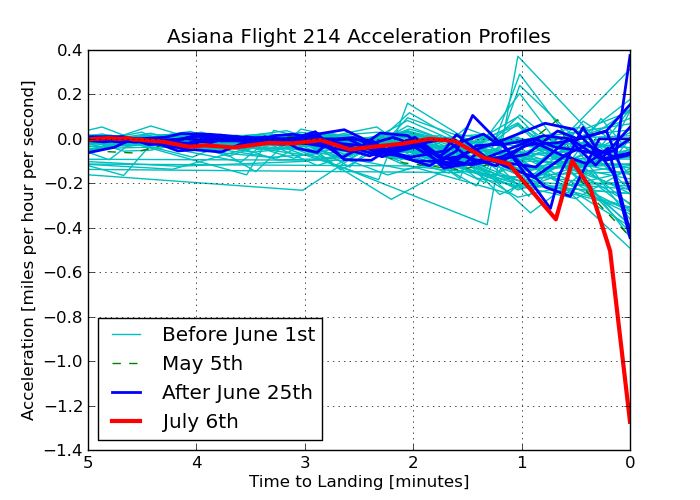 Asiana Flight 214 Acceleration Profiles
0.4
0.2
0.0
−0.2
−0.4
−0.6
−0.8
−1.0
−1.2
−1.4
Acceleration [miles per hour per second]
Before June 1st
May 5th
After June 25th
July 6th
5 4 3 2 1 0
Time to Landing [minutes]